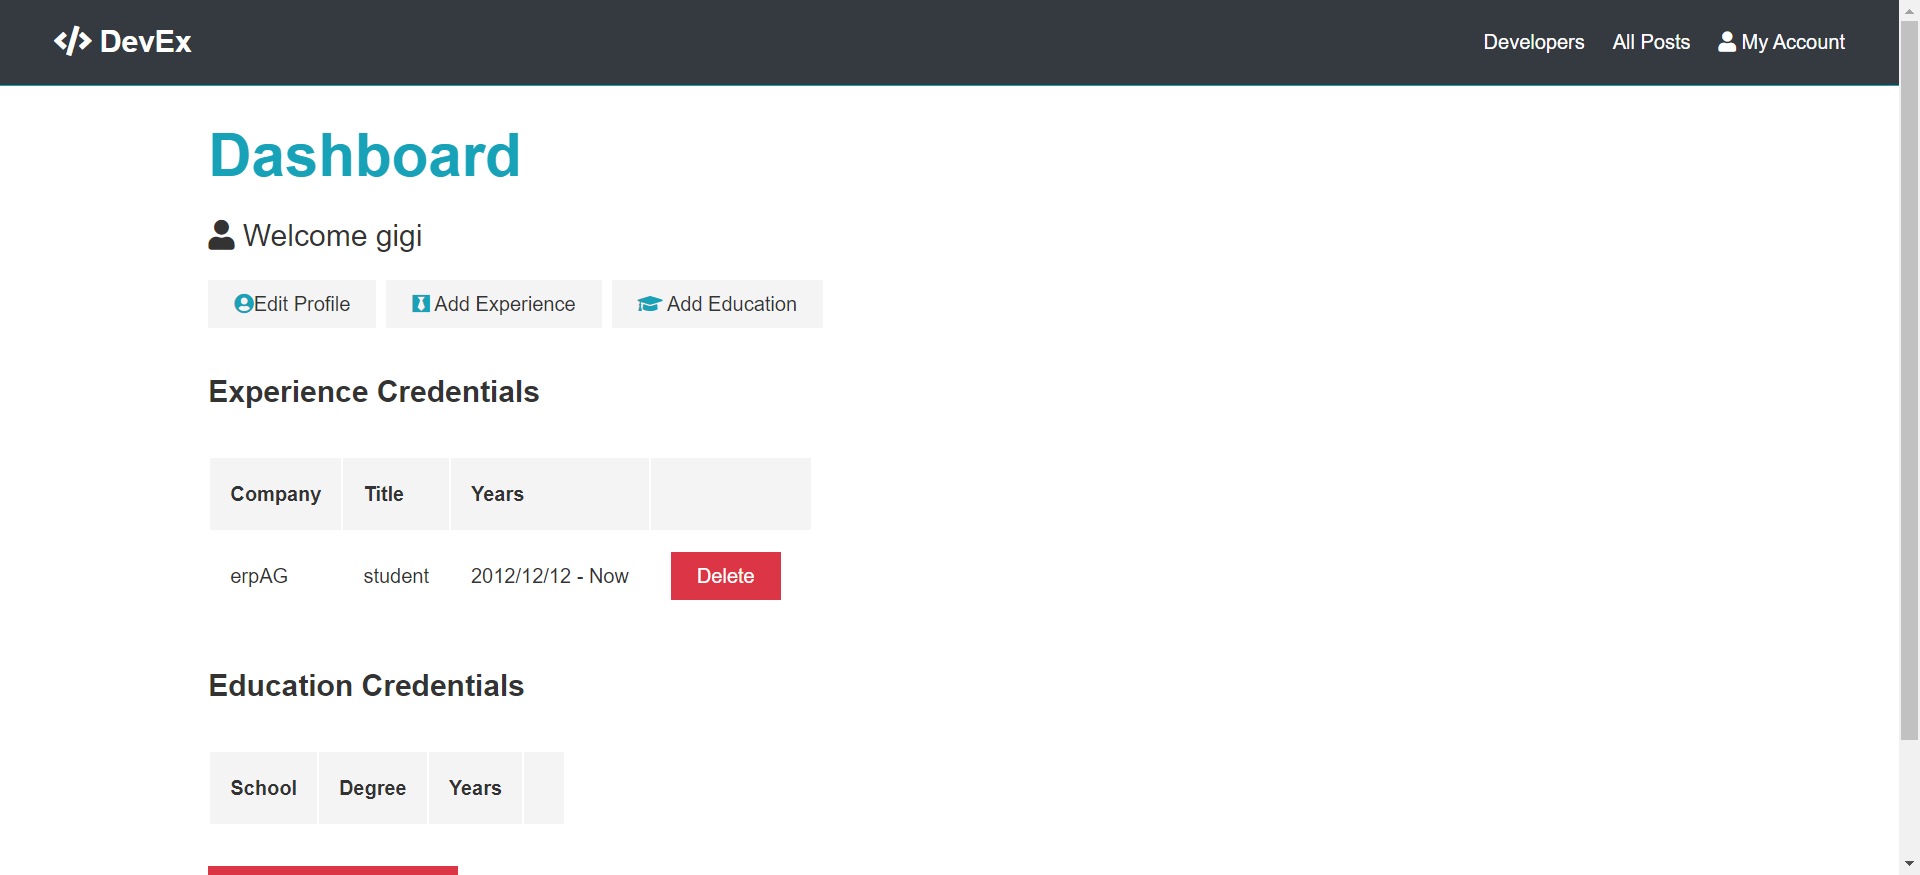 DevEx
Developers All Posts My Account
Dashboard
Welcome gigi
Edit Profile Add Experience Add Education
Experience Credentials
Company Title Years
erpAG student 2012/12/12 - Now Delete
Education Credentials
School Degree Years